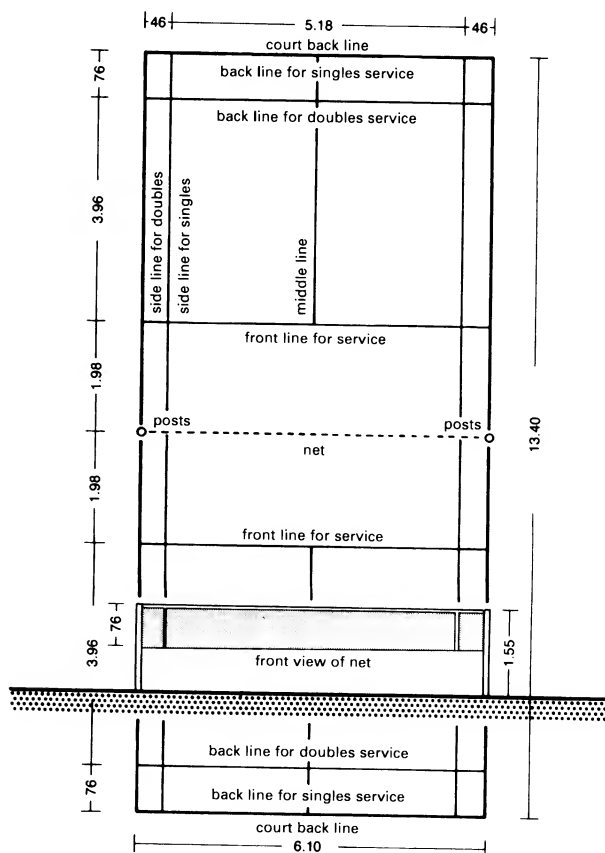 46 5.18 46
court back line
76
back line for singles service
back line for doubles service
3.96
side line for doubles
side line for singles
middle line
front line for service
1.98
posts
posts
net
13.40
1.98
front line for service
76
3.96
front view of net
1.55
back line for doubles service
76
back line for singles service
court back line
6.10